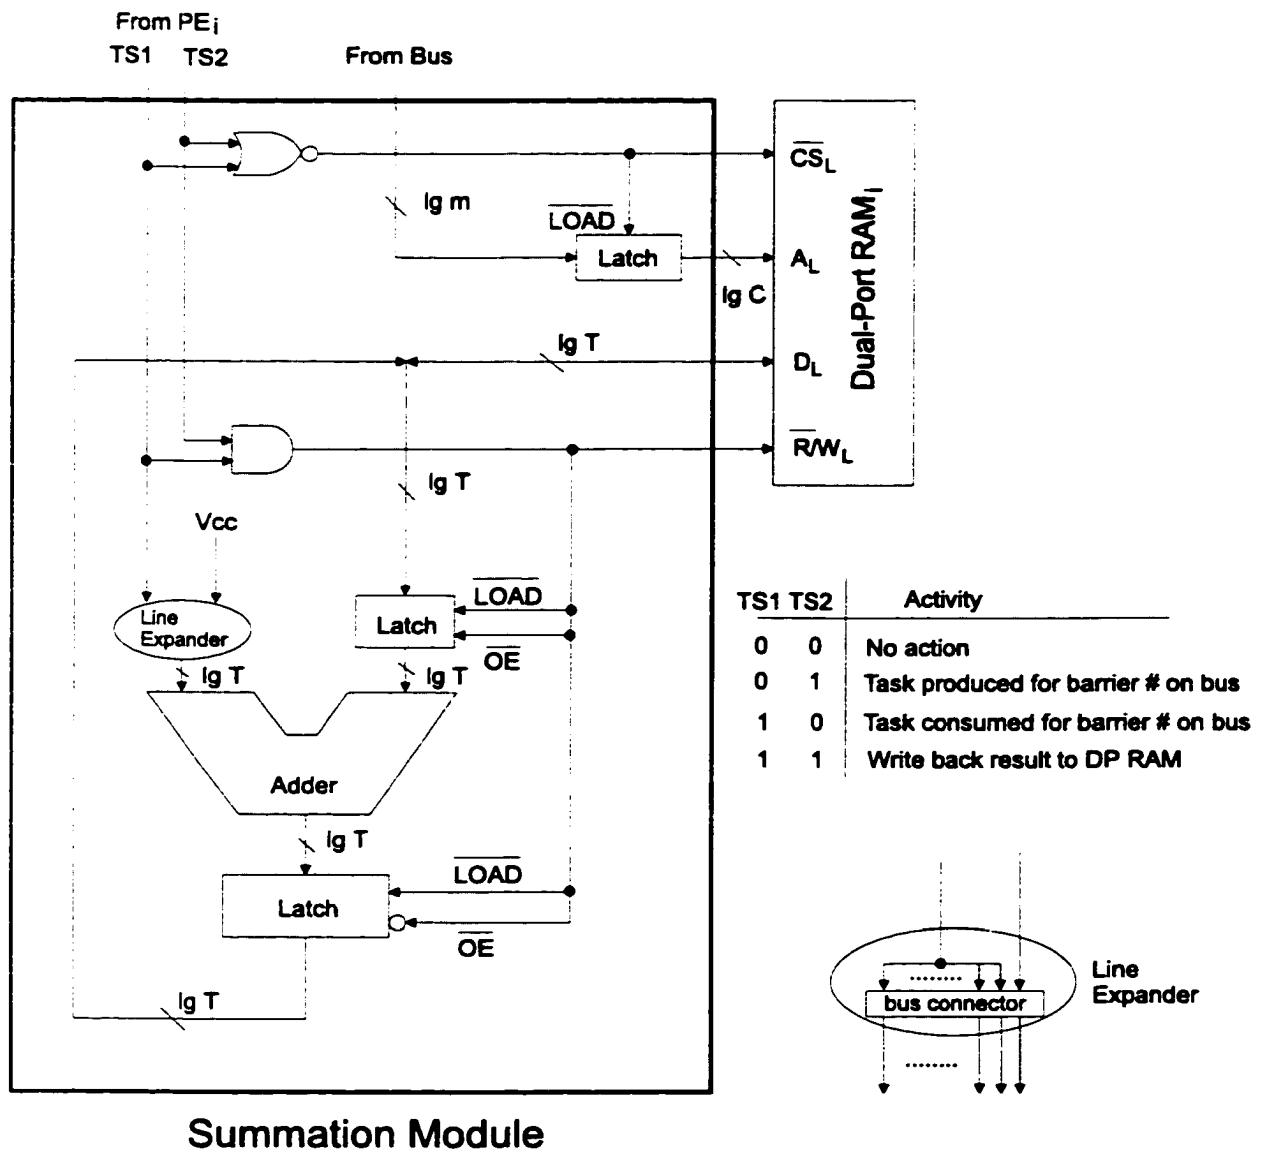 From PEi
TS1 TS2 From Bus
CSL
lg m
LOAD
Latch
AL
lg C
Dual-Port RAMi
lg T
DL
R/WL
lg T
Vcc
Line
Expander
LOAD
Latch
OE
lg T
lg T
Adder
lg T
LOAD
Latch
OE
lg T
Summation Module
TS1 TS2 Activity
0 0 No action
0 1 Task produced for barrier # on bus
1 0 Task consumed for barrier # on bus
1 1 Write back result to DP RAM
........
bus connector
Line
Expander
........